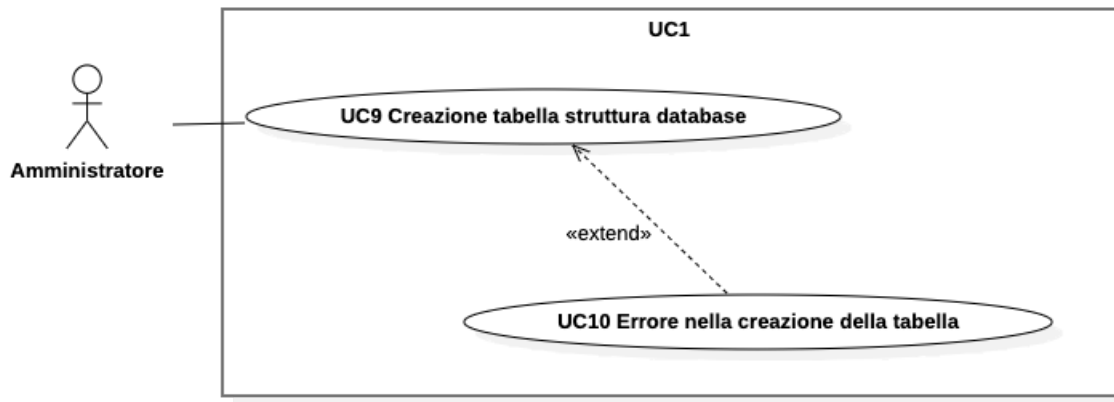 UC1
UC9 Creazione tabella struttura database
Amministratore
«extend»
UC10 Errore nella creazione della tabella